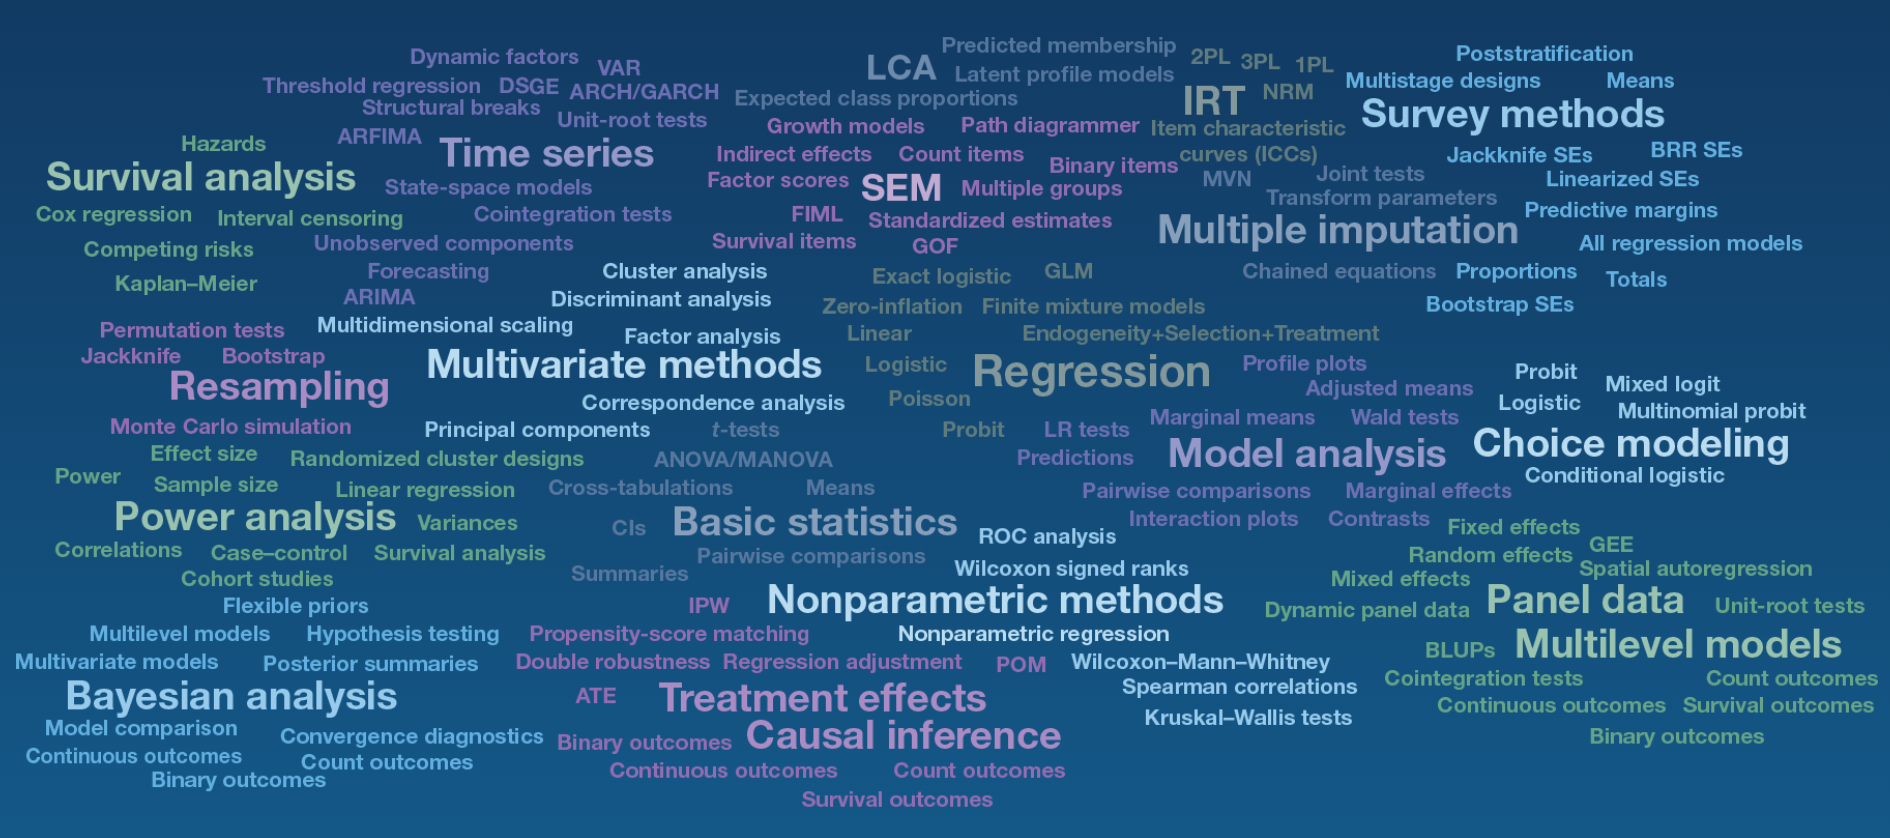 Dynamic factors
VAR
Threshold regression
DSGE
ARCH/GARCH
Structural breaks
Unit-root tests
ARFIMA
Time series
State-space models
Cointegration tests
Unobserved components
Forecasting
ARIMA
Hazards
Survival analysis
Cox regression
Interval censoring
Competing risks
Kaplan–Meier
Predicted membership
LCA
Latent profile models
Expected class proportions
2PL
3PL
1PL
IRT
NRM
Item characteristic
curves (ICCs)
Growth models
Path diagrammer
Indirect effects
Count items
Binary items
Factor scores
SEM
Multiple groups
FIML
Standardized estimates
Survival items
GOF
Poststratification
Multistage designs
Means
Survey methods
Jackknife SEs
BRR SEs
Linearized SEs
Predictive margins
All regression models
Proportions
Totals
Bootstrap SEs
MVN
Joint tests
Transform parameters
Multiple imputation
Chained equations
Cluster analysis
Discriminant analysis
Multidimensional scaling
Factor analysis
Multivariate methods
Correspondence analysis
Principal components
Exact logistic
GLM
Zero-inflation
Finite mixture models
Linear
Endogeneity+Selection+Treatment
Logistic
Regression
Poisson
Probit
Permutation tests
Jackknife
Bootstrap
Resampling
Monte Carlo simulation
Profile plots
Adjusted means
Marginal means
Wald tests
LR tests
Predictions
Model analysis
Pairwise comparisons
Marginal effects
Interaction plots
Contrasts
Probit
Mixed logit
Logistic
Multinomial probit
Choice modeling
Conditional logistic
Effect size
Randomized cluster designs
Power
Sample size
Linear regression
Power analysis
Variances
Correlations
Case–control
Survival analysis
Cohort studies
t-tests
ANOVA/MANOVA
Cross-tabulations
Means
CIs
Basic statistics
Pairwise comparisons
Summaries
ROC analysis
Wilcoxon signed ranks
Nonparametric methods
Nonparametric regression
Wilcoxon–Mann–Whitney
Spearman correlations
Kruskal–Wallis tests
Fixed effects
GEE
Random effects
Spatial autoregression
Mixed effects
Dynamic panel data
Panel data
Unit-root tests
Multilevel models
BLUPs
Cointegration tests
Count outcomes
Continuous outcomes
Survival outcomes
Binary outcomes
Flexible priors
Multilevel models
Hypothesis testing
Multivariate models
Posterior summaries
Bayesian analysis
Model comparison
Convergence diagnostics
Continuous outcomes
Count outcomes
Binary outcomes
IPW
Propensity-score matching
Double robustness
Regression adjustment
POM
ATE
Treatment effects
Causal inference
Binary outcomes
Continuous outcomes
Count outcomes
Survival outcomes